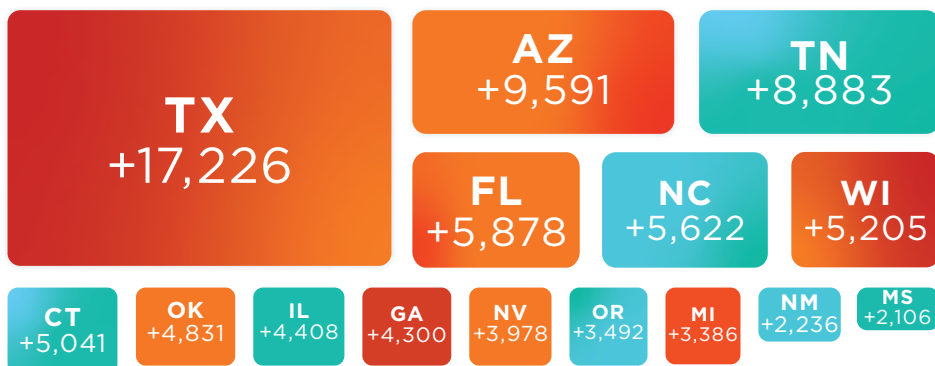 TX
+17,226
AZ
+9,591
TN
+8,883
FL
+5,878
NC
+5,622
WI
+5,205
CT
+5,041
OK
+4,831
IL
+4,408
GA
+4,300
NV
+3,978
OR
+3,492
MI
+3,386
NM
+2,236
MS
+2,106